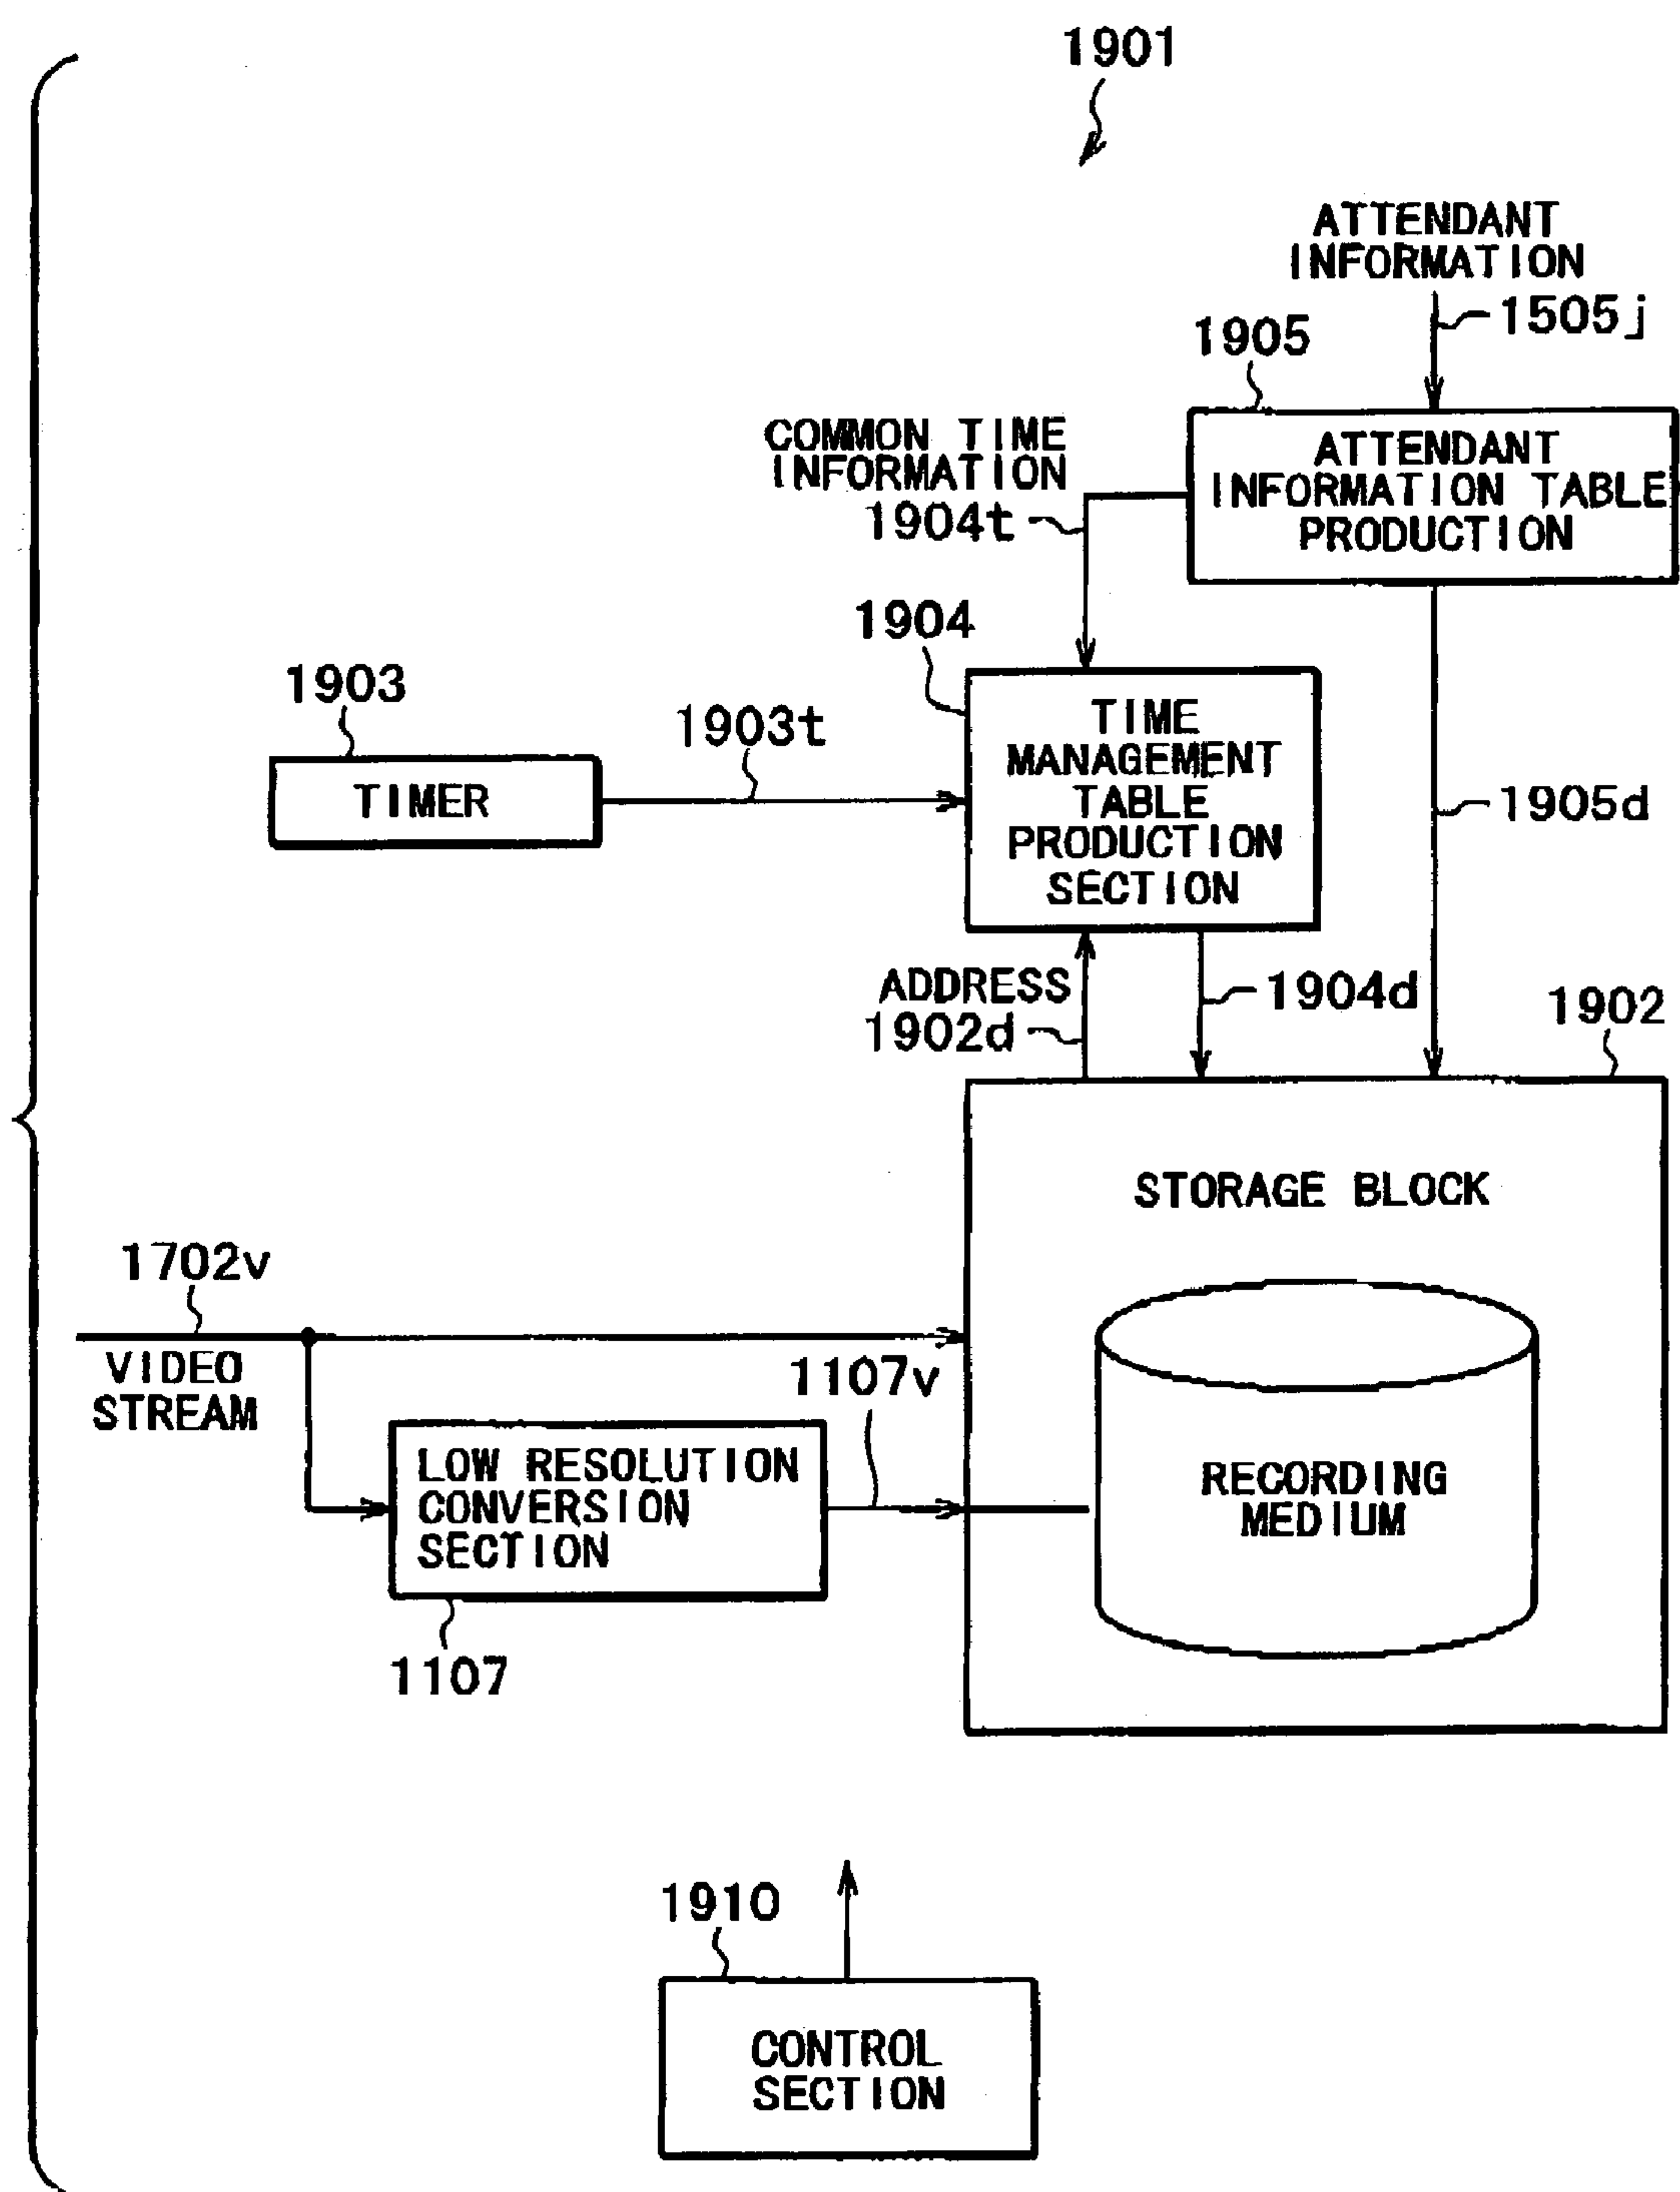 1901
ATTENDANT
INFORMATION
1505j
1905
COMMON TIME
INFORMATION
1904t
ATTENDANT
INFORMATION TABLE
PRODUCTION
1904
1903
1903t
TIMER
TIME
MANAGEMENT
TABLE
PRODUCTION
SECTION
1905d
ADDRESS
1902d
1904d
1902
STORAGE BLOCK
1702v
VIDEO
STREAM
1107v
LOW RESOLUTION
CONVERSION
SECTION
RECORDING
MEDIUM
1107
1910
CONTROL
SECTION